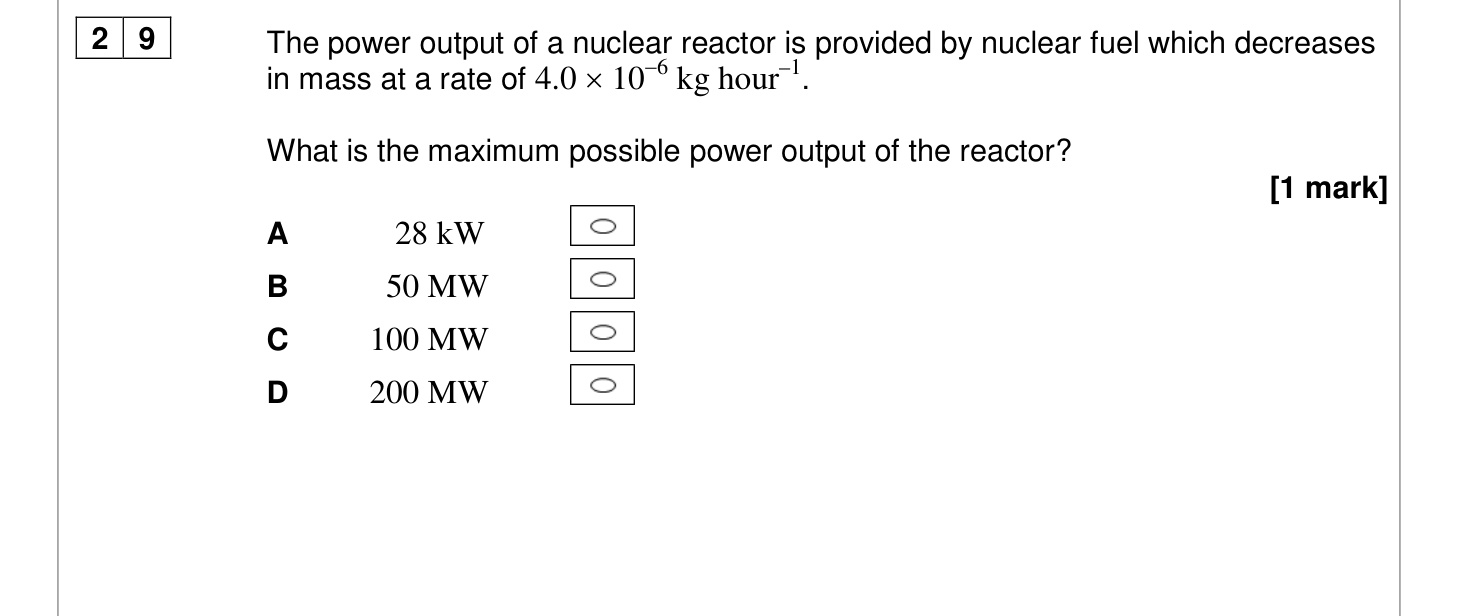 2 9
The power output of a nuclear reactor is provided by nuclear fuel which decreases
in mass at a rate of 4.0 × 10⁻⁶ kg hour⁻¹.
What is the maximum possible power output of the reactor?
[1 mark]
A 28 kW
B 50 MW
C 100 MW
D 200 MW